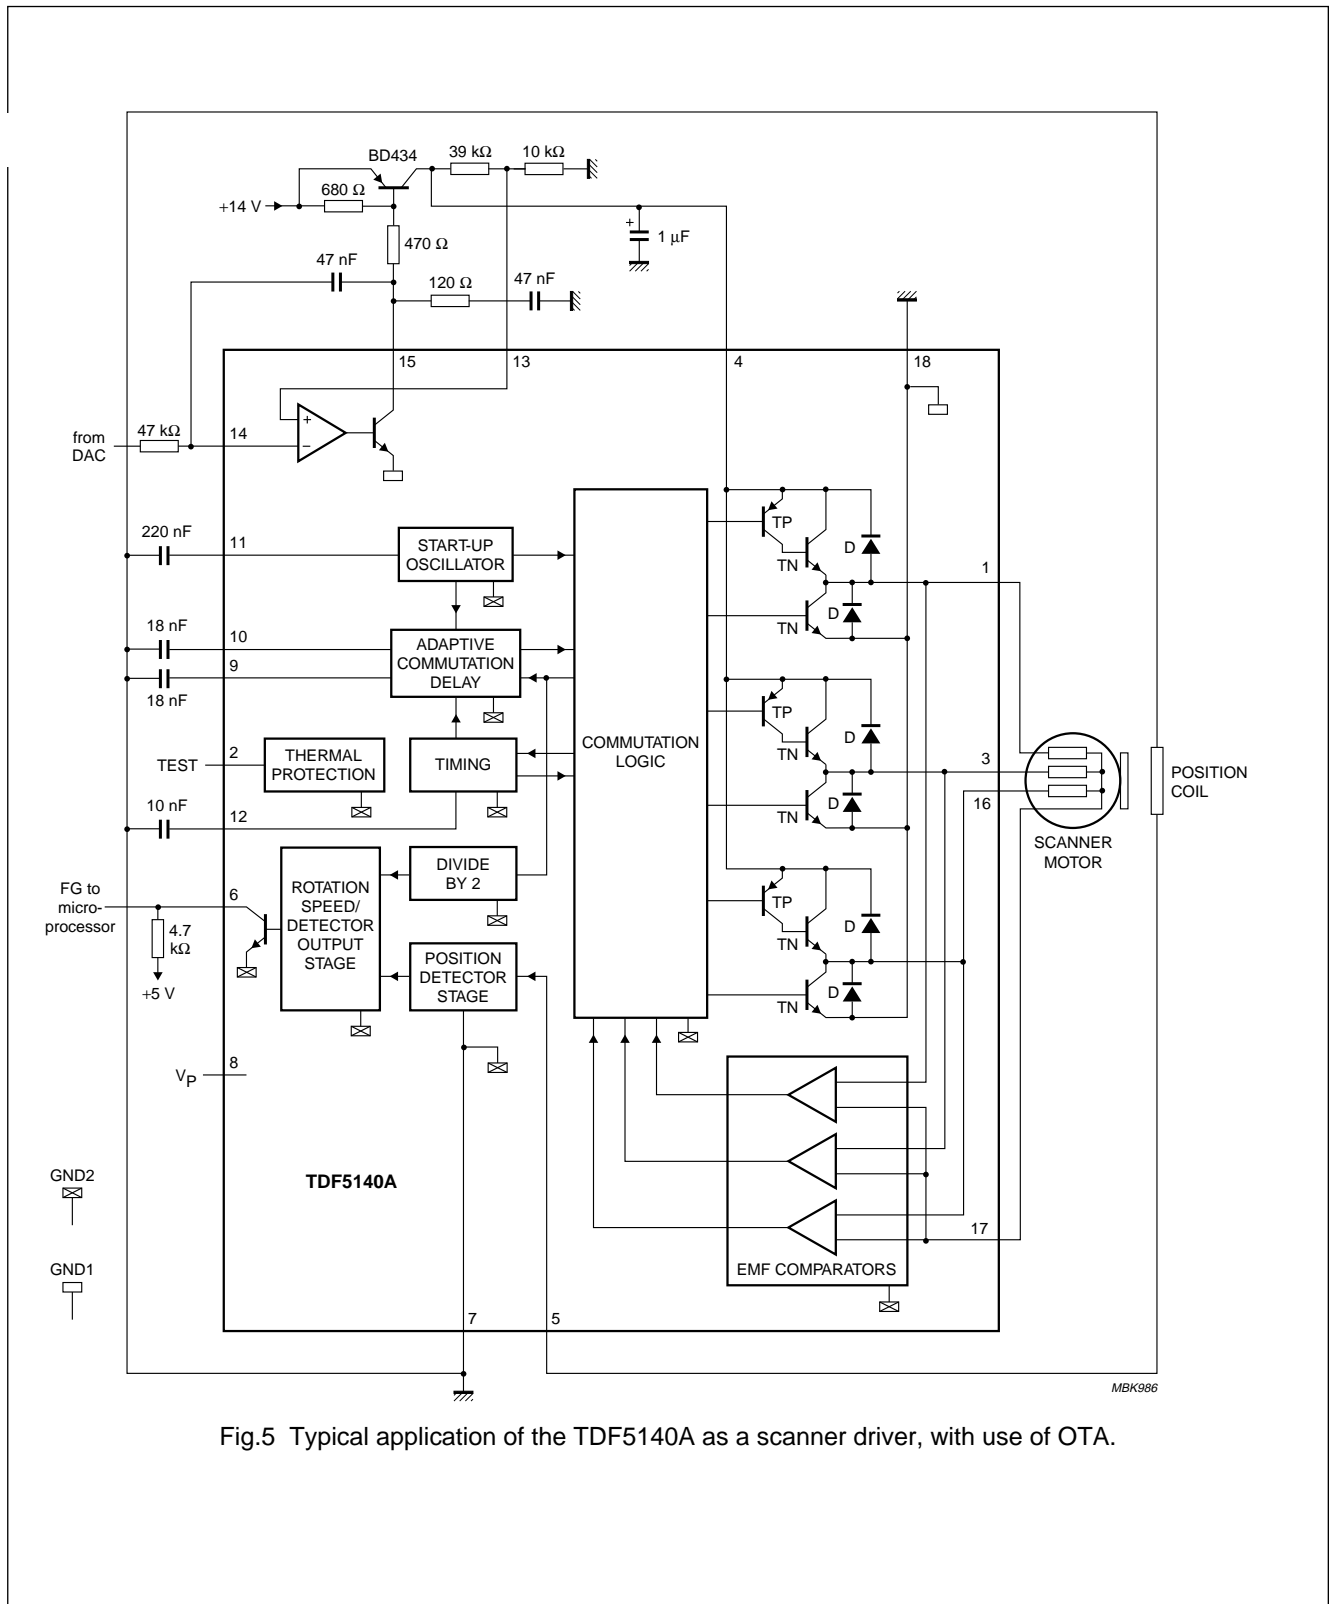 BD434
39 kΩ
10 kΩ
680 Ω
+14 V
+
1 μF
470 Ω
47 nF
120 Ω
47 nF
15
13
4
18
from
DAC
47 kΩ
14
+
−
220 nF
11
START-UP
OSCILLATOR
TP
D
TN
1
18 nF
10
9
18 nF
ADAPTIVE
COMMUTATION
DELAY
D
TN
TP
COMMUTATION
LOGIC
D
TN
3
TEST
2
THERMAL
PROTECTION
TIMING
10 nF
12
D
TN
16
SCANNER
MOTOR
POSITION
COIL
FG to
micro-
processor
6
4.7
kΩ
+5 V
ROTATION
SPEED/
DETECTOR
OUTPUT
STAGE
DIVIDE
BY 2
POSITION
DETECTOR
STAGE
TP
D
TN
D
TN
VP
8
GND2
TDF5140A
GND1
EMF COMPARATORS
17
7
5
MBK986
Fig.5 Typical application of the TDF5140A as a scanner driver, with use of OTA.